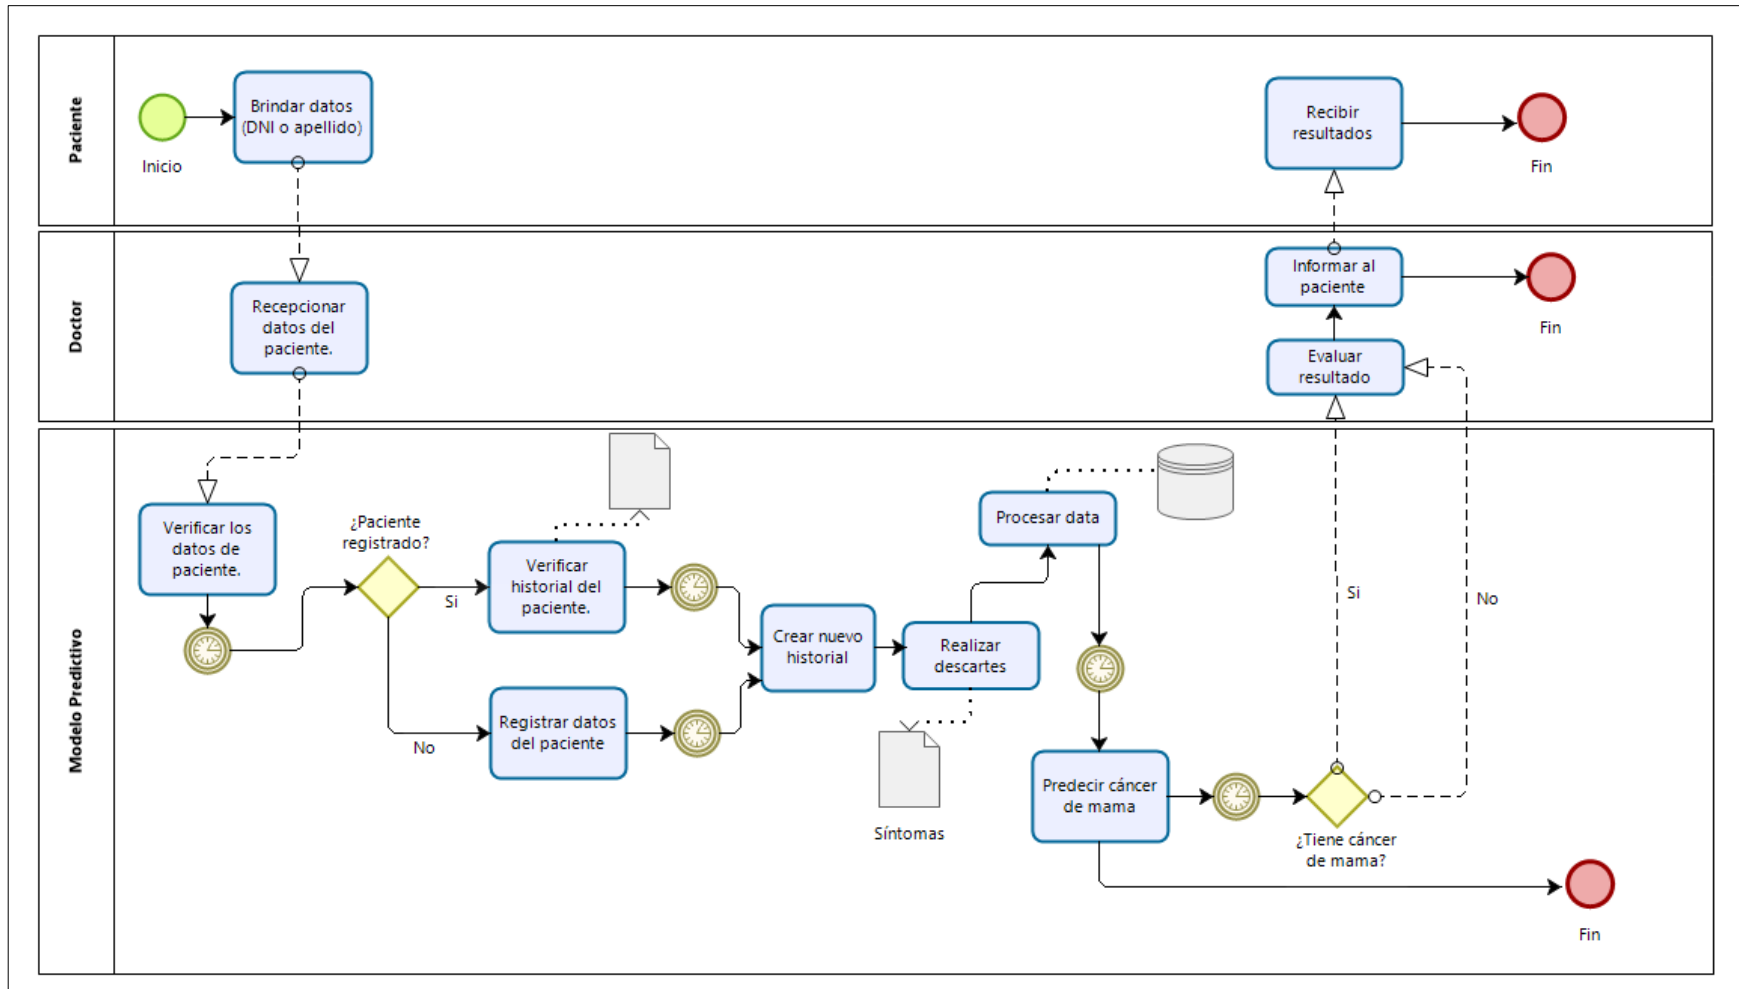 Paciente
Inicio
Brindar datos
(DNI o apellido)
Recibir
resultados
Fin
Doctor
Recepcionar
datos del
paciente.
Informar al
paciente
Fin
Evaluar
resultado
Modelo Predictivo
Verificar los
datos de
paciente.
¿Paciente
registrado?
Si
No
Verificar
historial del
paciente.
Registrar datos
del paciente
Crear nuevo
historial
Realizar
descartes
Síntomas
Procesar data
Predecir cáncer
de mama
¿Tiene cáncer
de mama?
Si
No
Fin